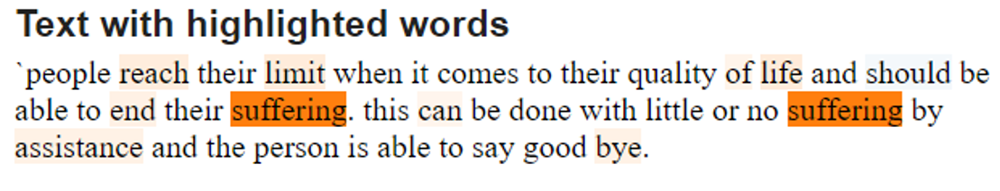 Text with highlighted words
`people reach their limit when it comes to their quality of life and should be
able to end their suffering. this can be done with little or no suffering by
assistance and the person is able to say good bye.